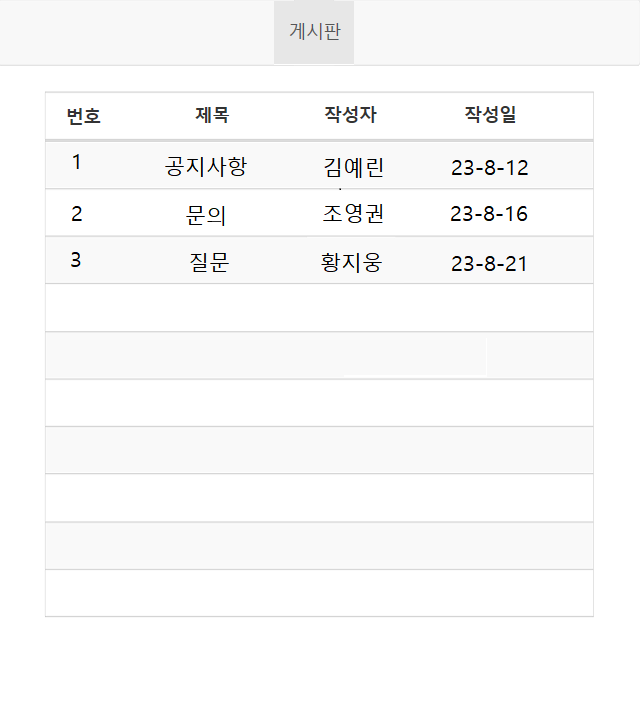 게시판
번호 제목 작성자 작성일
1 공지사항 김예린 23-8-12
2 문의 조영권 23-8-16
3 질문 황지웅 23-8-21